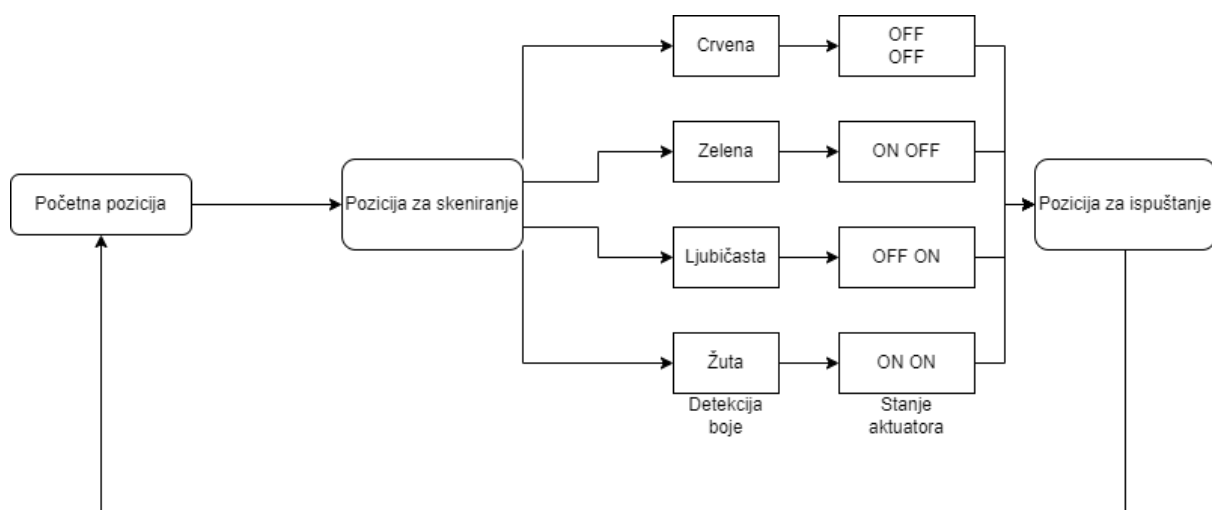 Početna pozicija
Pozicija za skeniranje
Crvena
OFF
OFF
Zelena
ON OFF
Ljubičasta
OFF ON
Žuta
ON ON
Detekcija
boje
Stanje
aktuatora
Pozicija za ispuštanje